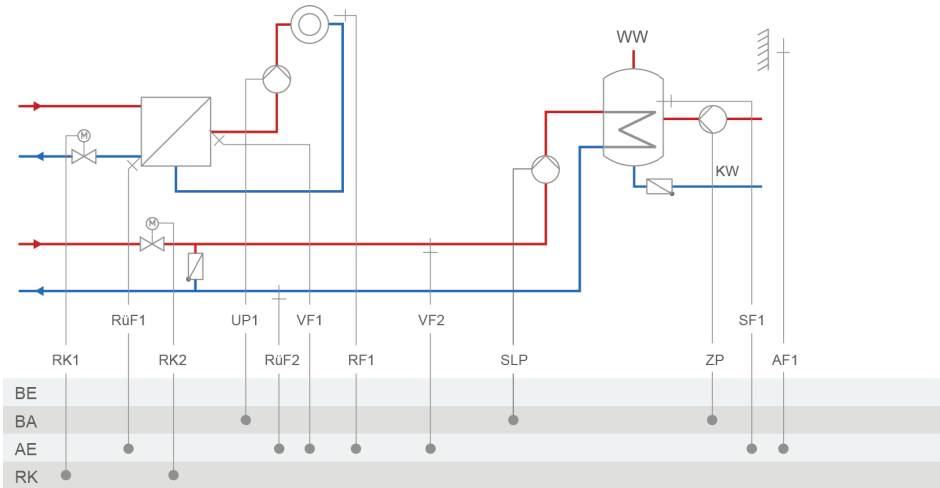 WW
M
KW
M
RüF1 UP1 VF1 VF2 SF1
RK1 RK2 RüF2 RF1 SLP ZP AF1
BE
BA
AE
RK